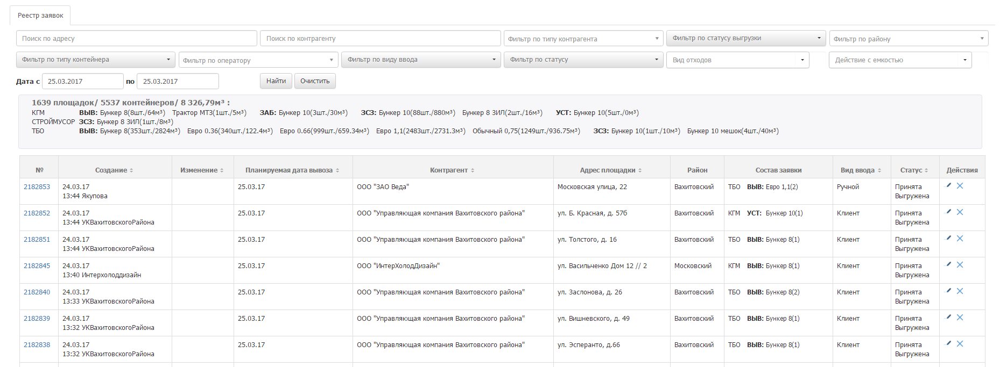 Реестр заявок
Поиск по адресу Поиск по контрагенту Фильтр по типу контрагента Фильтр по статусу выгрузки Фильтр по району
Фильтр по типу контейнера Фильтр по оператору Фильтр по виду ввода Фильтр по статусу Вид отходов Действие с емкостью
Дата с 25.03.2017 по 25.03.2017 Найти Очистить
1639 площадок/ 5537 контейнеров/ 8 326,79м³ :
КГМ ВЫВ: Бункер 8(8шт./64м³) Трактор МТЗ(1шт./5м³) ЗАБ: Бункер 10(3шт./30м³) ЗСЗ: Бункер 10(88шт./880м³) Бункер 8 ЗИЛ(2шт./16м³) УСТ: Бункер 10(5шт./0м³)
СТРОЙМУСОР ЗСЗ: Бункер 8 ЗИЛ(1шт./8м³)
ТБО ВЫВ: Бункер 8(353шт./2824м³) Евро 0.36(340шт./122.4м³) Евро 0.66(999шт./659.34м³) Евро 1,1(2483шт./2731.3м³) Обычный 0,75(1249шт./936.75м³) ЗСЗ: Бункер 10(1шт./10м³) Бункер 10 мешок(4шт./40м³)
№ Создание Изменение Планируемая дата вывоза Контрагент Адрес площадки Район Состав заявки Вид ввода Статус Действия
2182853 24.03.17 25.03.17 ООО "ЗАО Веда" Московская улица, 22 Вахитовский ТБО ВЫВ: Евро 1,1(2) Ручной Принята
13:44 Якупова Выгружена
2182852 24.03.17 25.03.17 ООО "Управляющая компания Вахитовского района" ул. Б. Красная, д. 57б Вахитовский КГМ УСТ: Бункер 10(1) Клиент Принята
13:44 УКВахитовскогоРайона Выгружена
2182851 24.03.17 25.03.17 ООО "Управляющая компания Вахитовского района" ул. Толстого, д. 16 Вахитовский ТБО ВЫВ: Бункер 8(1) Клиент Принята
13:44 УКВахитовскогоРайона Выгружена
2182845 24.03.17 25.03.17 ООО "ИнтерХолодДизайн" ул. Васильченко Дом 12 // 2 Московский КГМ ВЫВ: Бункер 8(1) Клиент Принята
13:40 Интерхолоддизайн Выгружена
2182840 24.03.17 25.03.17 ООО "Управляющая компания Вахитовского района" ул. Заслонова, д. 26 Вахитовский ТБО ВЫВ: Бункер 8(2) Клиент Принята
13:33 УКВахитовскогоРайона Выгружена
2182839 24.03.17 25.03.17 ООО "Управляющая компания Вахитовского района" ул. Вишневского, д. 49 Вахитовский ТБО ВЫВ: Бункер 8(1) Клиент Принята
13:32 УКВахитовскогоРайона Выгружена
2182838 24.03.17 25.03.17 ООО "Управляющая компания Вахитовского района" ул. Эсперанто, д.66 Вахитовский ТБО ВЫВ: Бункер 8(1) Клиент Принята
13:32 УКВахитовскогоРайона Выгружена